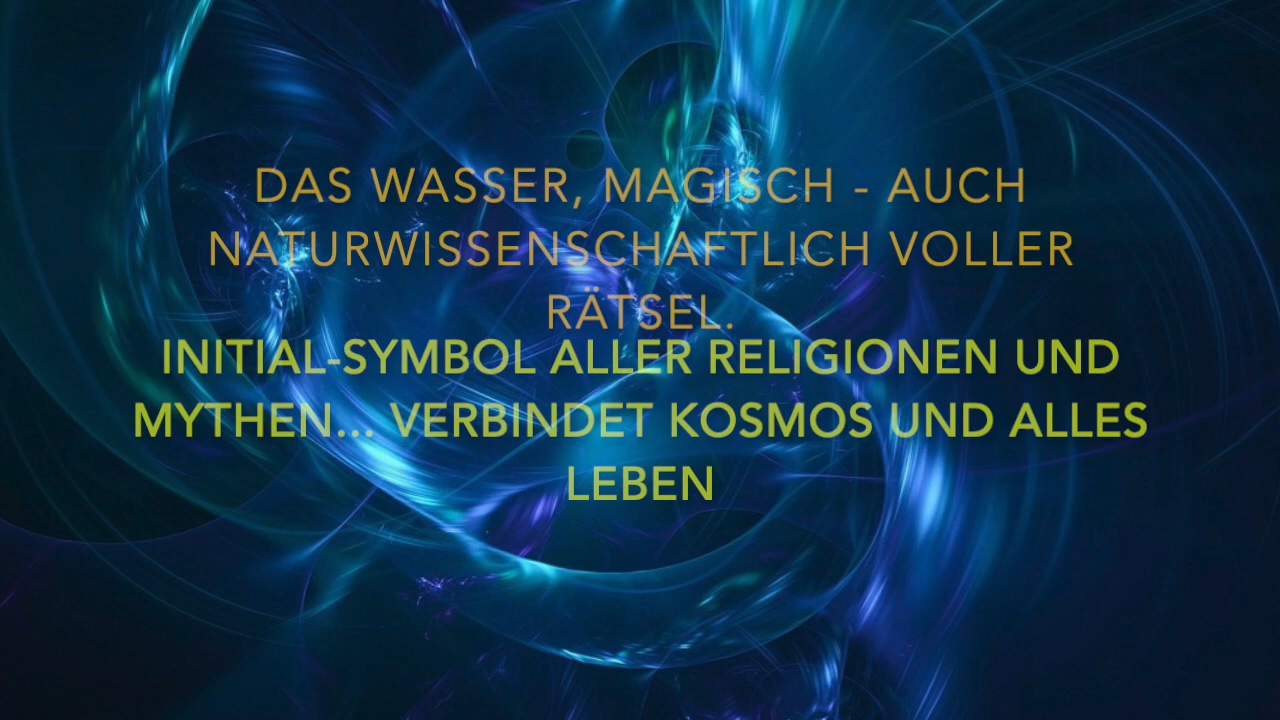 DAS WASSER, MAGISCH - AUCH
NATURWISSENSCHAFTLICH VOLLER
RÄTSEL.
INITIAL-SYMBOL ALLER RELIGIONEN UND
MYTHEN... VERBINDET KOSMOS UND ALLES
LEBEN